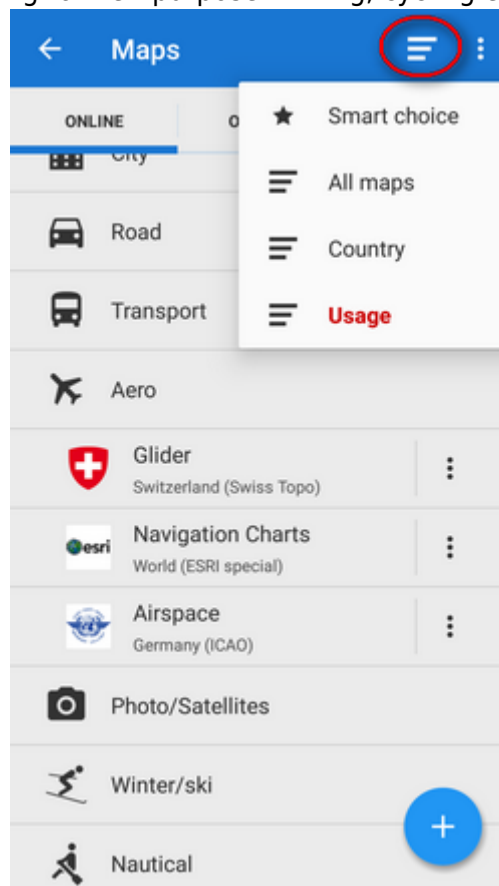 Maps
Smart choice
ONLINE
All maps
City
Road
Country
Transport
Usage
Aero
Glider
Switzerland (Swiss Topo)
esri
Navigation Charts
World (ESRI special)
Airspace
Germany (ICAO)
Photo/Satellites
Winter/ski
Nautical